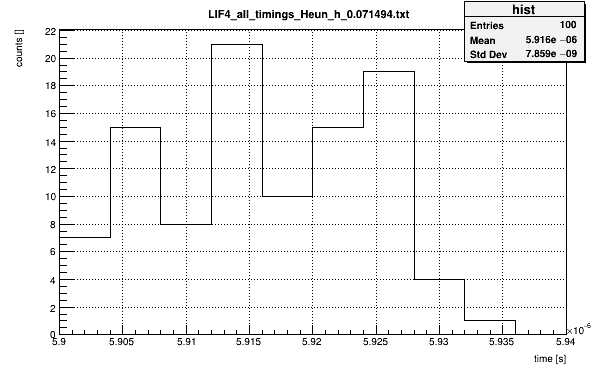 LIF4_all_timings_Heun_h_0.071494.txt
hist
Entries 100
Mean 5.916e −06
Std Dev 7.859e −09
counts []
22
20
18
16
14
12
10
8
6
4
2
0
5.9 5.905 5.91 5.915 5.92 5.925 5.93 5.935 5.94
×10⁻⁶
time [s]